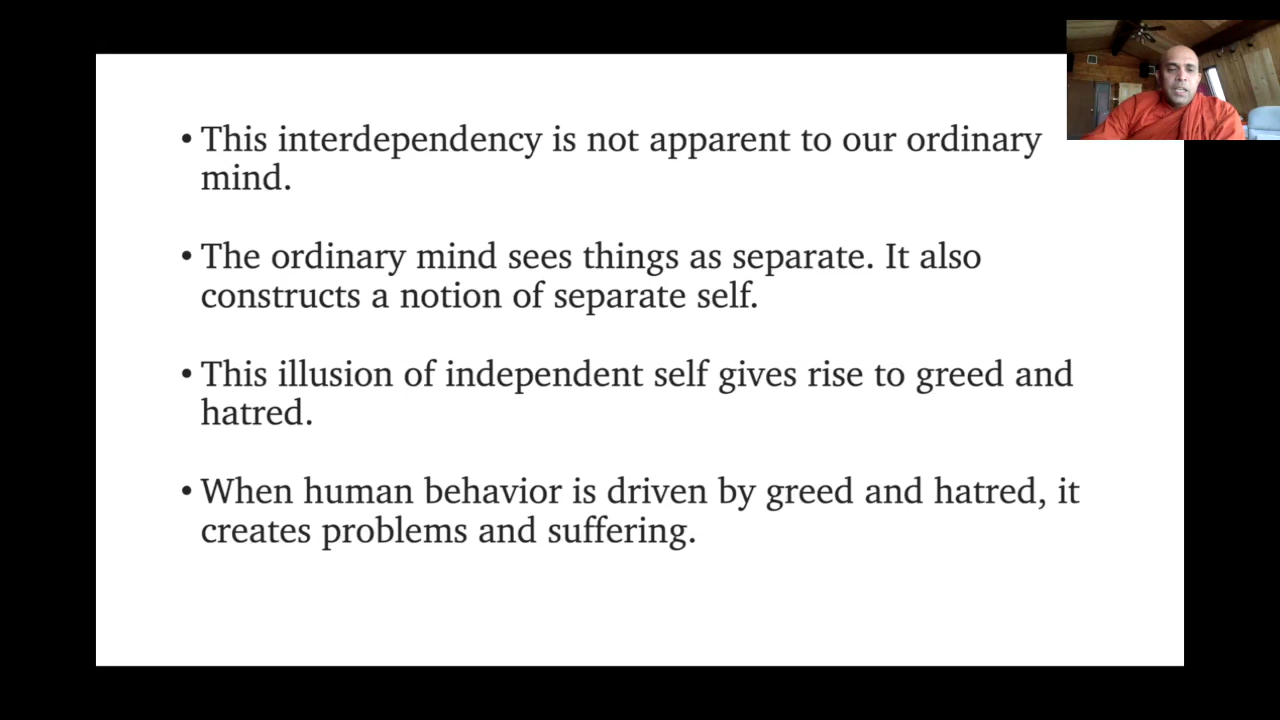 • This interdependency is not apparent to our ordinary
mind.
• The ordinary mind sees things as separate. It also
constructs a notion of separate self.
• This illusion of independent self gives rise to greed and
hatred.
• When human behavior is driven by greed and hatred, it
creates problems and suffering.